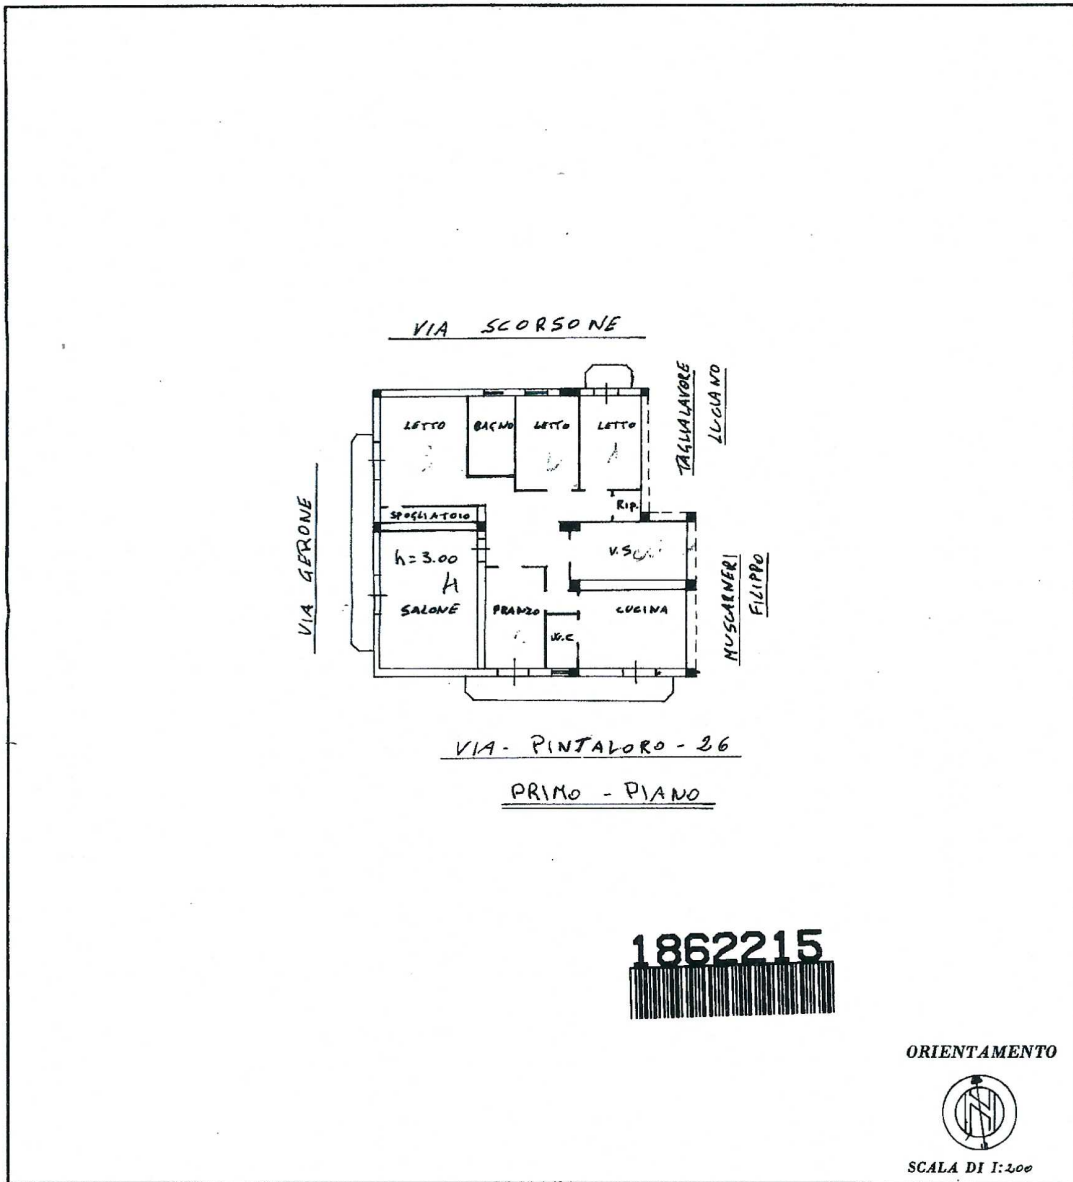 VIA SCORSONE
TAGLIALAVORE
LUCIANO
LETTO
BAGNO
LETTO
LETTO
RIP.
SPOGLIATOIO
VIA GERONE
h=3.00
SALONE
V.S
PRANZO
W.C
CUCINA
MUSCARNERI
FILIPPO
VIA - PINTALORO - 26
PRIMO - PIANO
1862215
ORIENTAMENTO
N
SCALA DI 1:200